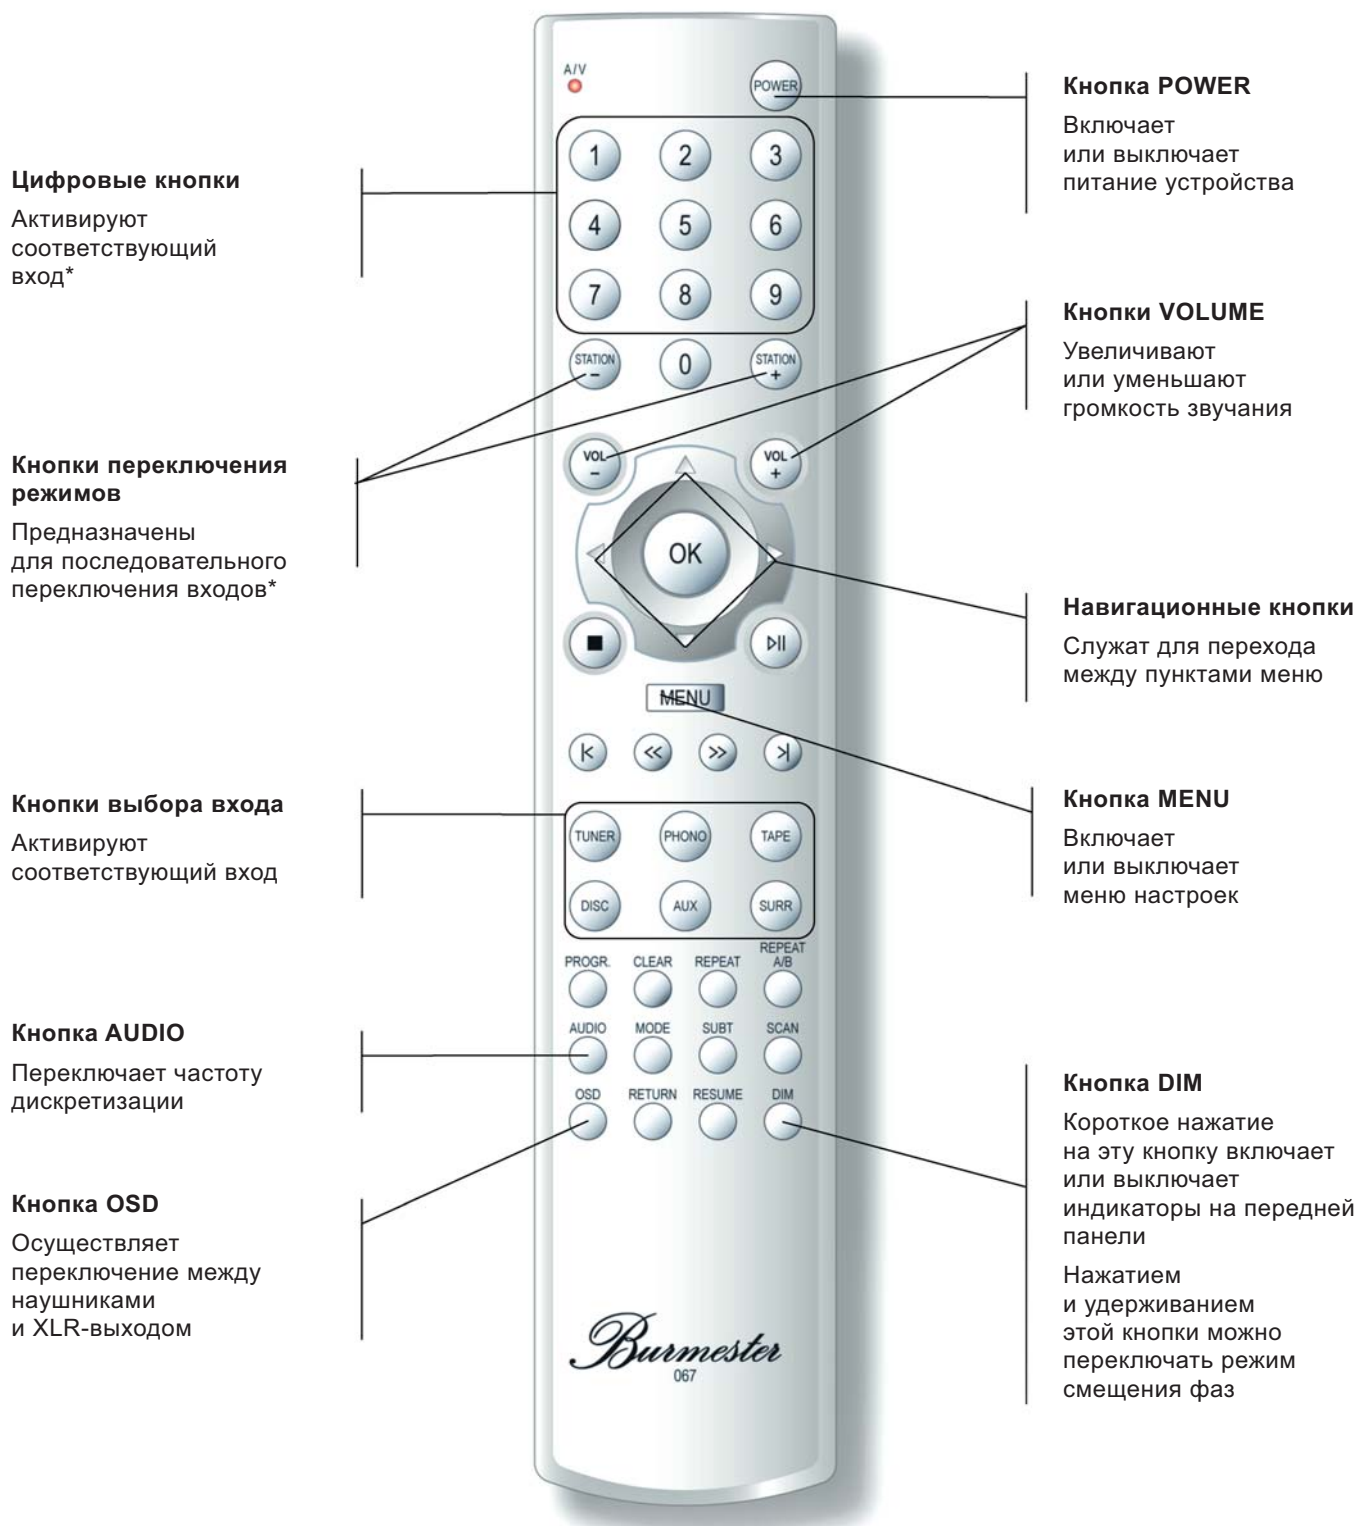 Цифровые кнопки
Активируют
соответствующий
вход*
Кнопки переключения
режимов
Предназначены
для последовательного
переключения входов*
Кнопки выбора входа
Активируют
соответствующий вход
Кнопка AUDIO
Переключает частоту
дискретизации
Кнопка OSD
Осуществляет
переключение между
наушниками
и XLR-выходом
A/V
POWER
1 2 3
4 5 6
7 8 9
STATION
–
0
STATION
+
VOL
–
VOL
+
OK
MENU
TUNER PHONO TAPE
DISC AUX SURR
PROGR. CLEAR REPEAT REPEAT
A/B
AUDIO MODE SUBT SCAN
OSD RETURN RESUME DIM
Burmester
067
Кнопка POWER
Включает
или выключает
питание устройства
Кнопки VOLUME
Увеличивают
или уменьшают
громкость звучания
Навигационные кнопки
Служат для перехода
между пунктами меню
Кнопка MENU
Включает
или выключает
меню настроек
Кнопка DIM
Короткое нажатие
на эту кнопку включает
или выключает
индикаторы на передней
панели
Нажатием
и удерживанием
этой кнопки можно
переключать режим
смещения фаз